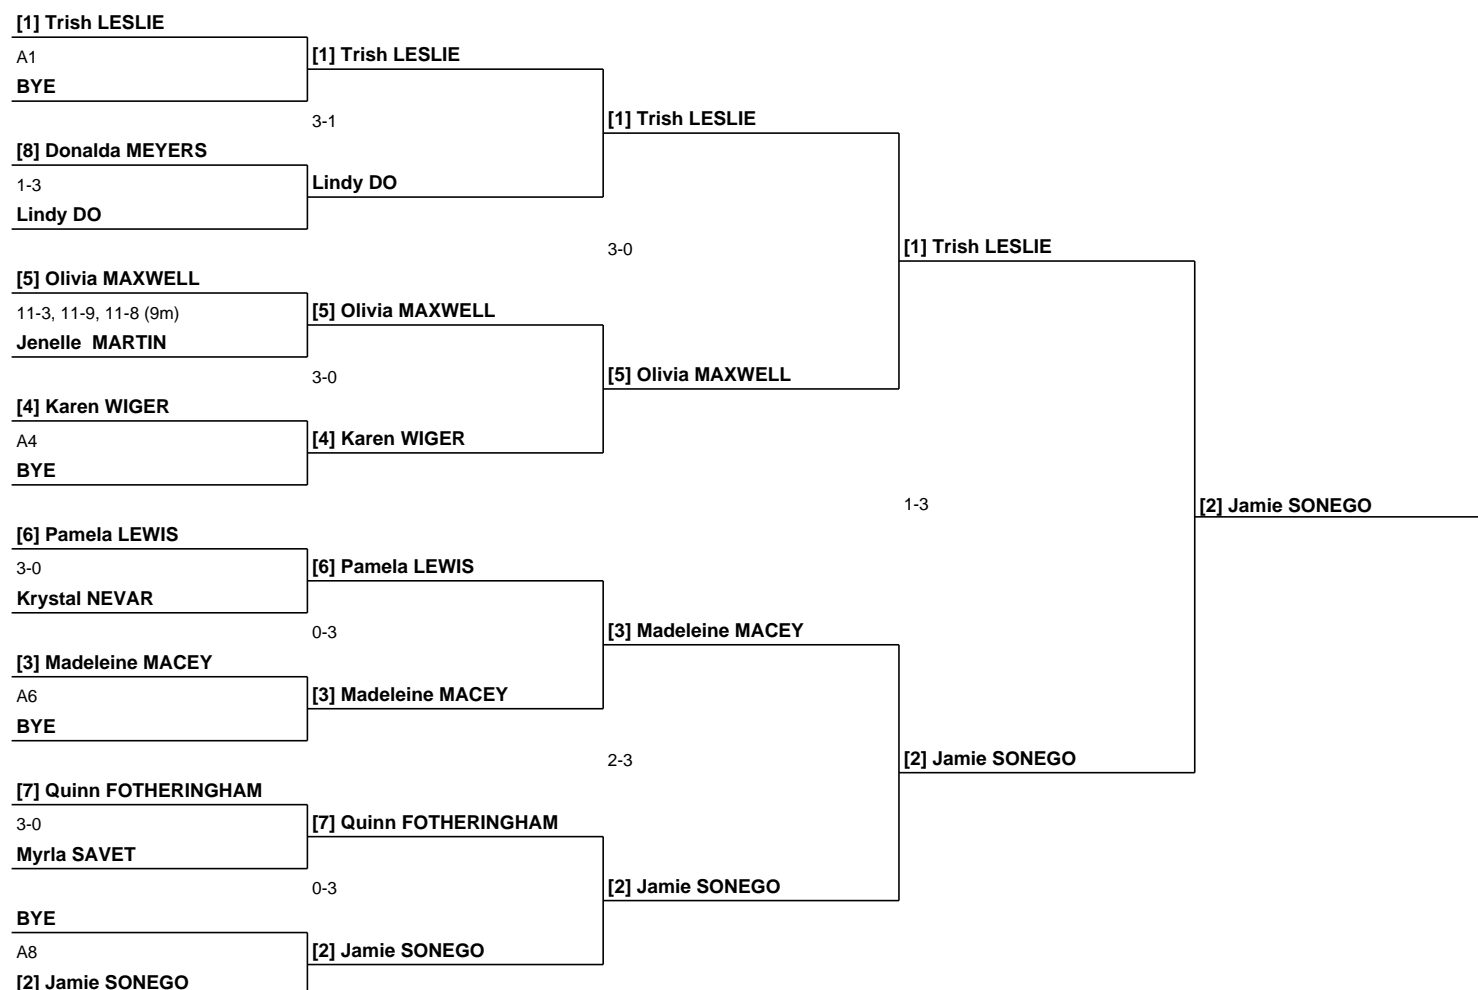 [1] Trish LESLIE
A1
BYE
[1] Trish LESLIE
3-1
[8] Donalda MEYERS
1-3
Lindy DO
Lindy DO
[1] Trish LESLIE
3-0
[5] Olivia MAXWELL
11-3, 11-9, 11-8 (9m)
Jenelle  MARTIN
[5] Olivia MAXWELL
3-0
[4] Karen WIGER
A4
BYE
[4] Karen WIGER
[5] Olivia MAXWELL
[1] Trish LESLIE
1-3
[6] Pamela LEWIS
3-0
Krystal NEVAR
[6] Pamela LEWIS
0-3
[3] Madeleine MACEY
A6
BYE
[3] Madeleine MACEY
[3] Madeleine MACEY
2-3
[7] Quinn FOTHERINGHAM
3-0
Myrla SAVET
[7] Quinn FOTHERINGHAM
0-3
BYE
A8
[2] Jamie SONEGO
[2] Jamie SONEGO
[2] Jamie SONEGO
[2] Jamie SONEGO
[2] Jamie SONEGO